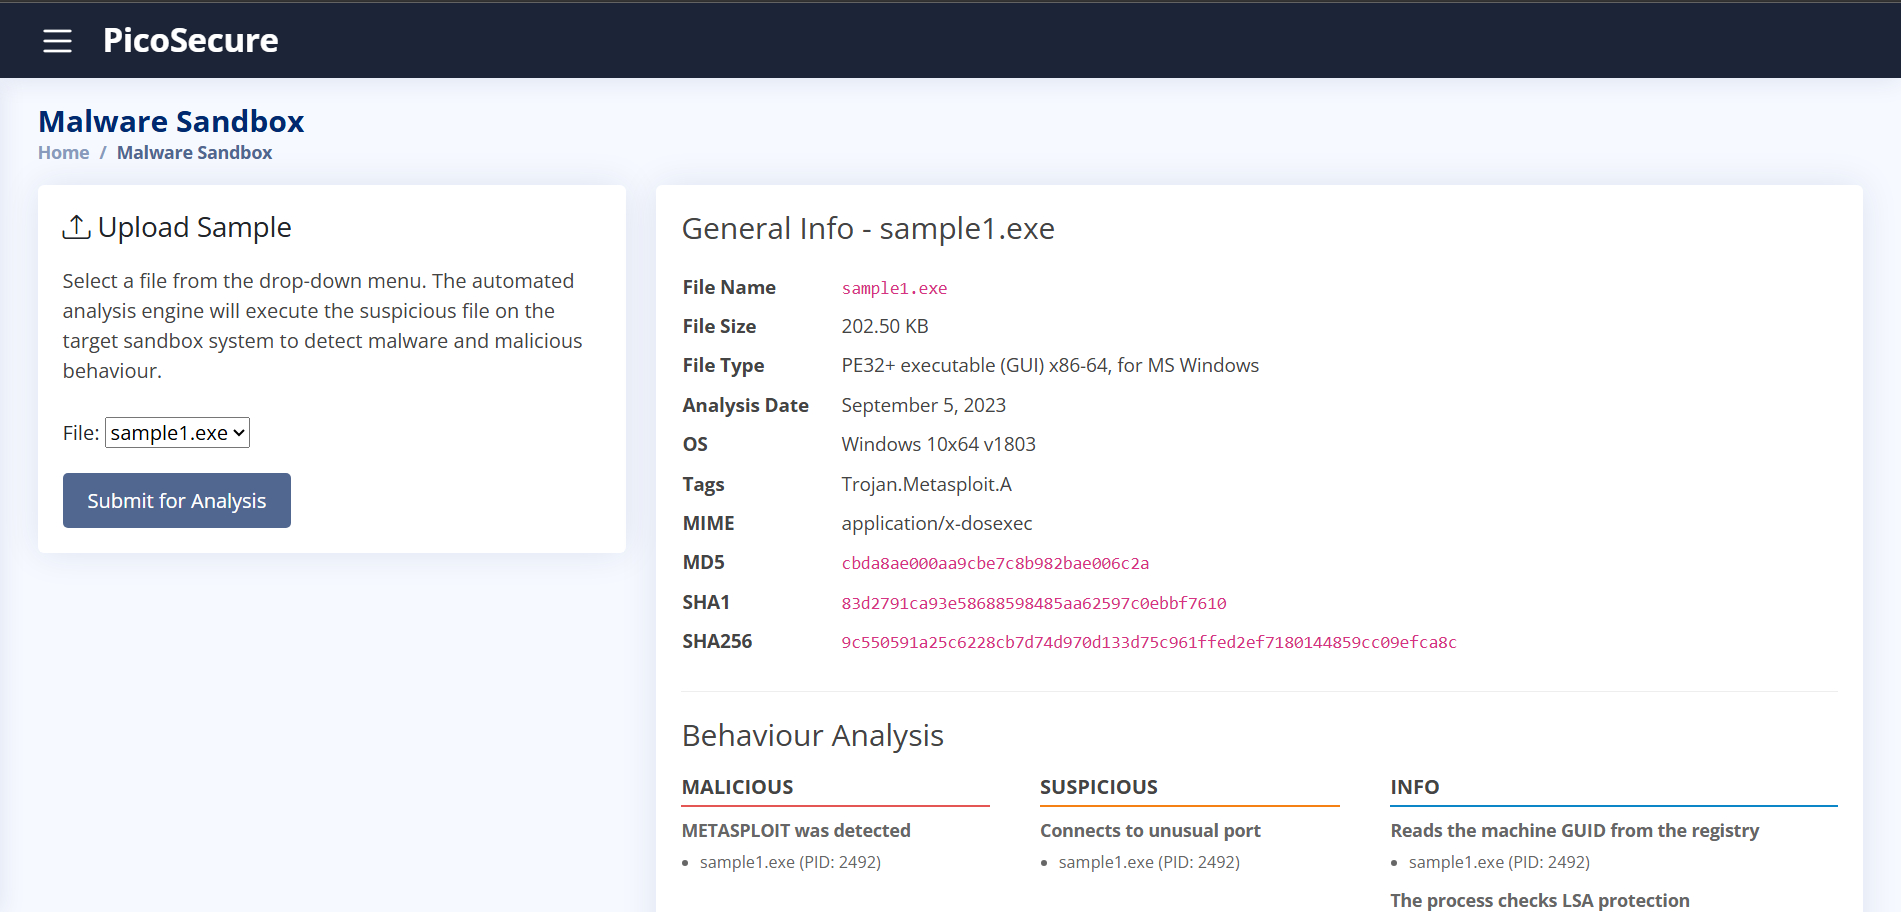 PicoSecure
Malware Sandbox
Home / Malware Sandbox
Upload Sample
Select a file from the drop-down menu. The automated
analysis engine will execute the suspicious file on the
target sandbox system to detect malware and malicious
behaviour.
File: sample1.exe
Submit for Analysis
General Info - sample1.exe
File Name sample1.exe
File Size 202.50 KB
File Type PE32+ executable (GUI) x86-64, for MS Windows
Analysis Date September 5, 2023
OS Windows 10x64 v1803
Tags Trojan.Metasploit.A
MIME application/x-dosexec
MD5 cbda8ae000aa9cbe7c8b982bae006c2a
SHA1 83d2791ca93e58688598485aa62597c0ebbf7610
SHA256 9c550591a25c6228cb7d74d970d133d75c961ffed2ef7180144859cc09efca8c
Behaviour Analysis
MALICIOUS
METASPLOIT was detected
• sample1.exe (PID: 2492)
SUSPICIOUS
Connects to unusual port
• sample1.exe (PID: 2492)
INFO
Reads the machine GUID from the registry
• sample1.exe (PID: 2492)
The process checks LSA protection